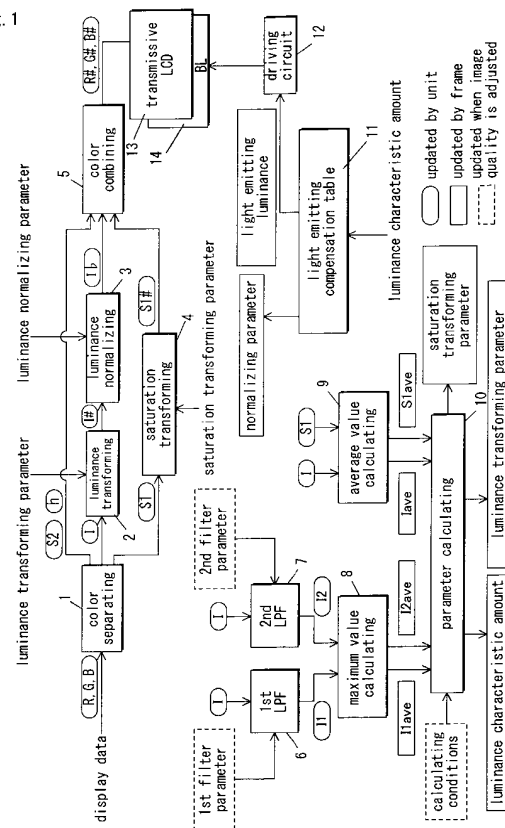 . 1
luminance transforming parameter
luminance normalizing parameter
display data
R, G, B
1
color
separating
S2
h
I
2
luminance
transforming
I#
3
luminance
normalizing
I♭
S1
4
saturation
transforming
S1#
saturation transforming parameter
5
color
combining
R#, G#, B#
transmissive
LCD
13
14
BL
driving
circuit
12
light emitting
luminance
normalizing parameter
light emitting
compensation table
11
luminance characteristic amount
1st filter
parameter
2nd filter
parameter
I
1st LPF
6
I
2nd LPF
7
I1
I2
8
maximum value
calculating
I
S1
9
average value
calculating
I1ave
I2ave
Iave
S1ave
calculating
conditions
parameter calculating
10
saturation
transforming
parameter
luminance characteristic amount
luminance transforming parameter
updated by unit
updated by frame
updated when image
quality is adjusted